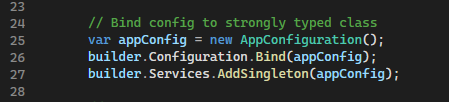 23
24 // Bind config to strongly typed class
25 var appConfig = new AppConfiguration();
26 builder.Configuration.Bind(appConfig);
27 builder.Services.AddSingleton(appConfig);
28